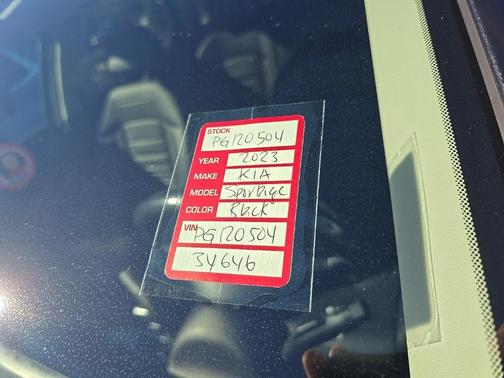 STOCK
PG120504
YEAR 2023
MAKE KIA
MODEL Sportage
COLOR Black
VIN PG120504
34646